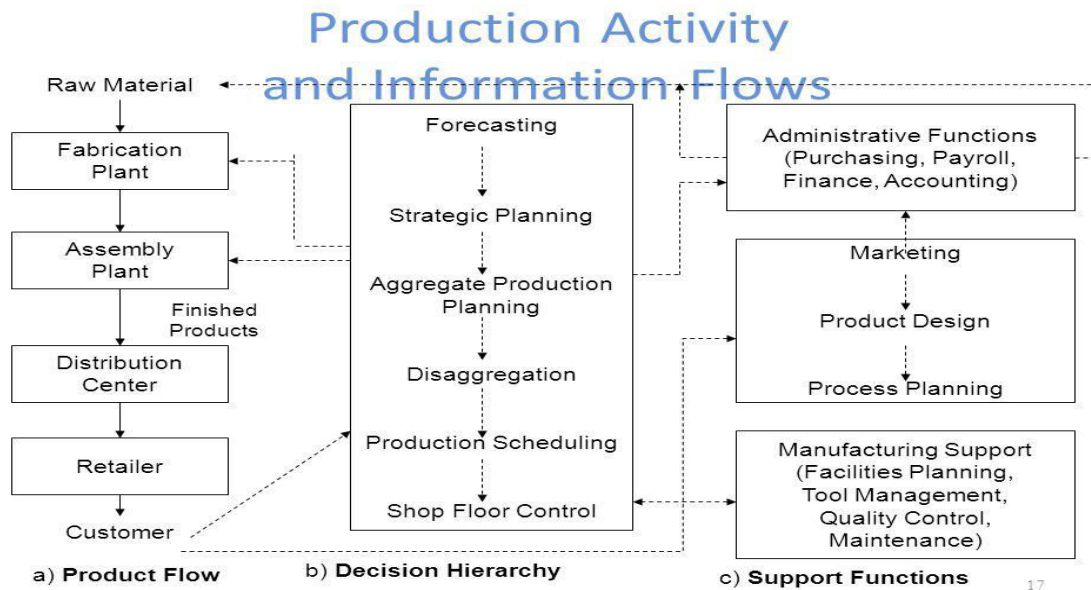 Production Activity
and Information Flows
Raw Material
Fabrication
Plant
Assembly
Plant
Finished
Products
Distribution
Center
Retailer
Customer
a) Product Flow
Forecasting
Strategic Planning
Aggregate Production
Planning
Disaggregation
Production Scheduling
Shop Floor Control
b) Decision Hierarchy
Administrative Functions
(Purchasing, Payroll,
Finance, Accounting)
Marketing
Product Design
Process Planning
Manufacturing Support
(Facilities Planning,
Tool Management,
Quality Control,
Maintenance)
c) Support Functions
17